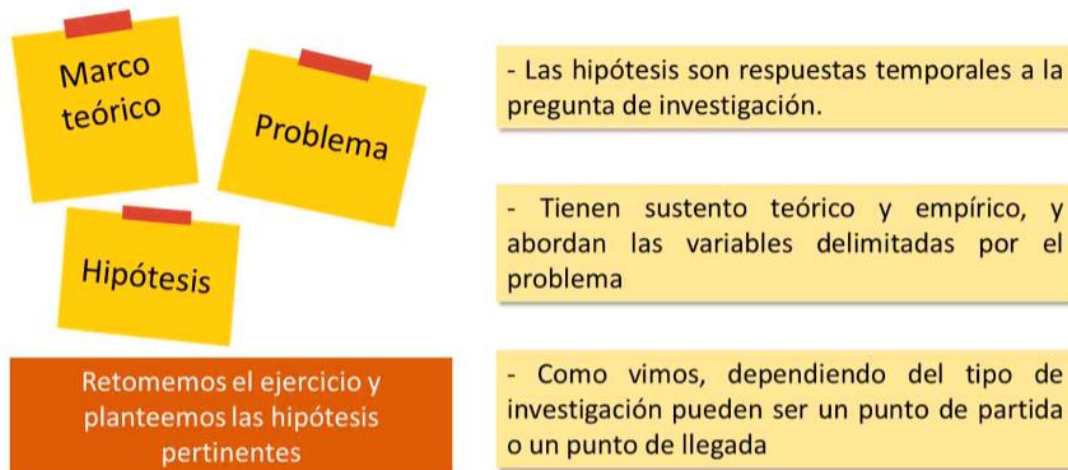 Marco
teórico
Problema
Hipótesis
Retomemos el ejercicio y
planteemos las hipótesis
pertinentes
- Las hipótesis son respuestas temporales a la
pregunta de investigación.
- Tienen sustento teórico y empírico, y
abordan las variables delimitadas por el
problema
- Como vimos, dependiendo del tipo de
investigación pueden ser un punto de partida
o un punto de llegada